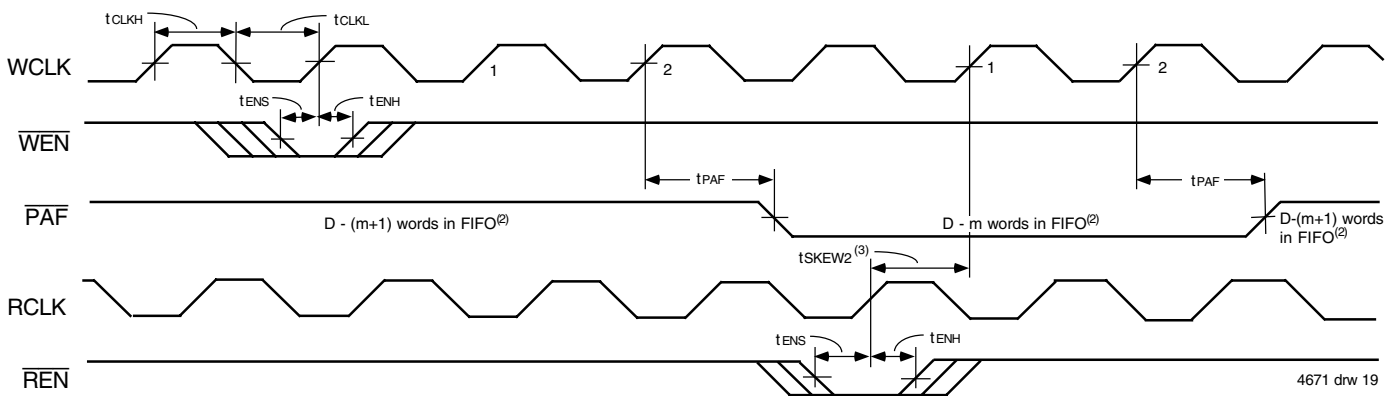 tCLKH
tCLKL
WCLK
1
2
1
2
tENS
tENH
WEN
tPAF
tPAF
PAF
D - (m+1) words in FIFO(2)
D - m words in FIFO(2)
D-(m+1) words
in FIFO(2)
tSKEW2(3)
RCLK
tENS
tENH
REN
4671 drw 19